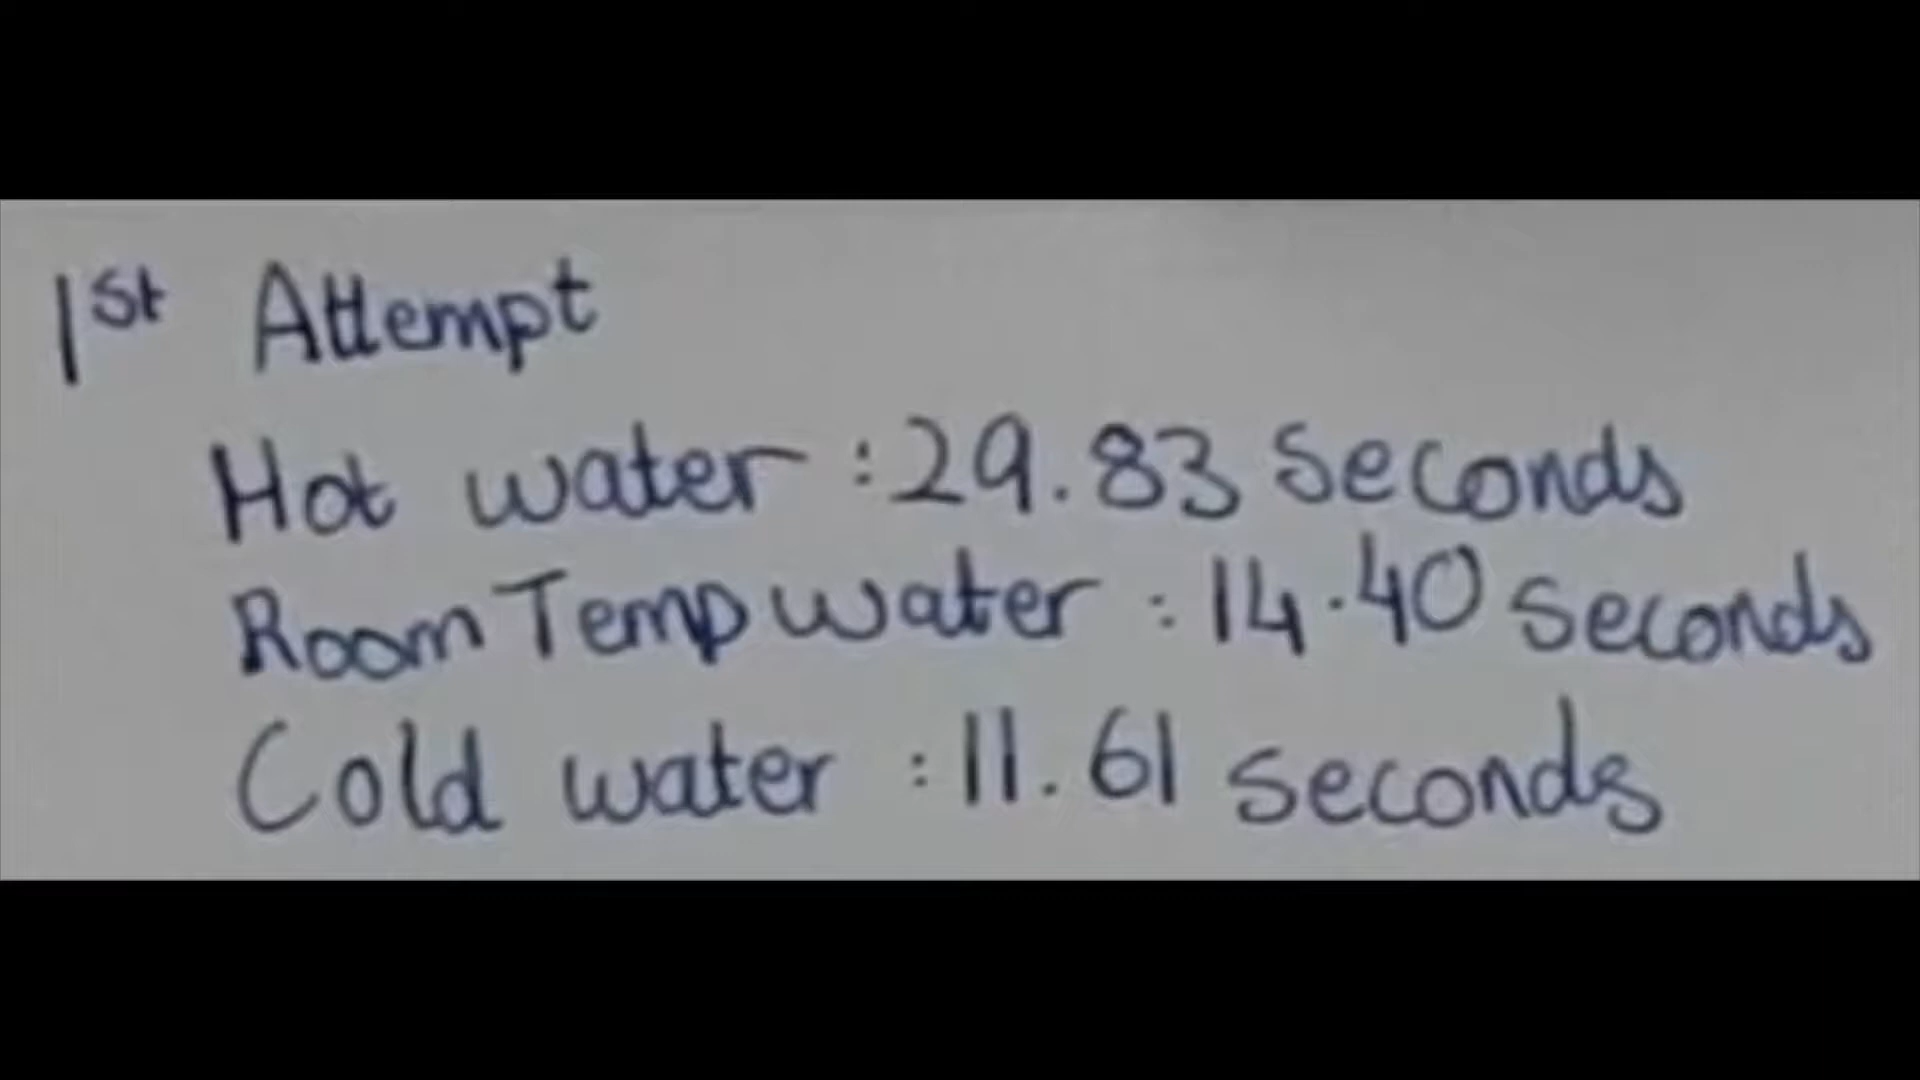 1st Attempt
Hot water : 29.83 seconds
Room Temp water : 14.40 seconds
Cold water : 11.61 seconds